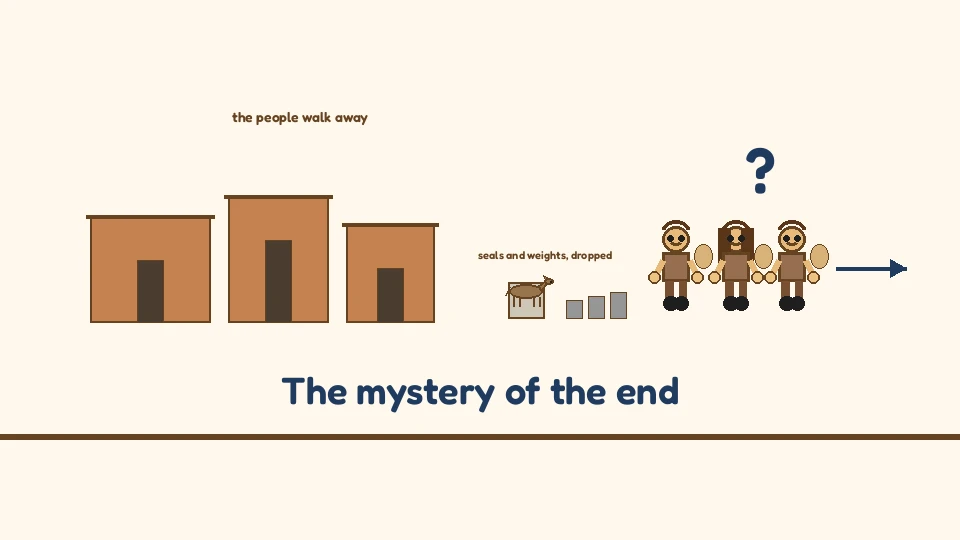 the people walk away
?
seals and weights, dropped
The mystery of the end